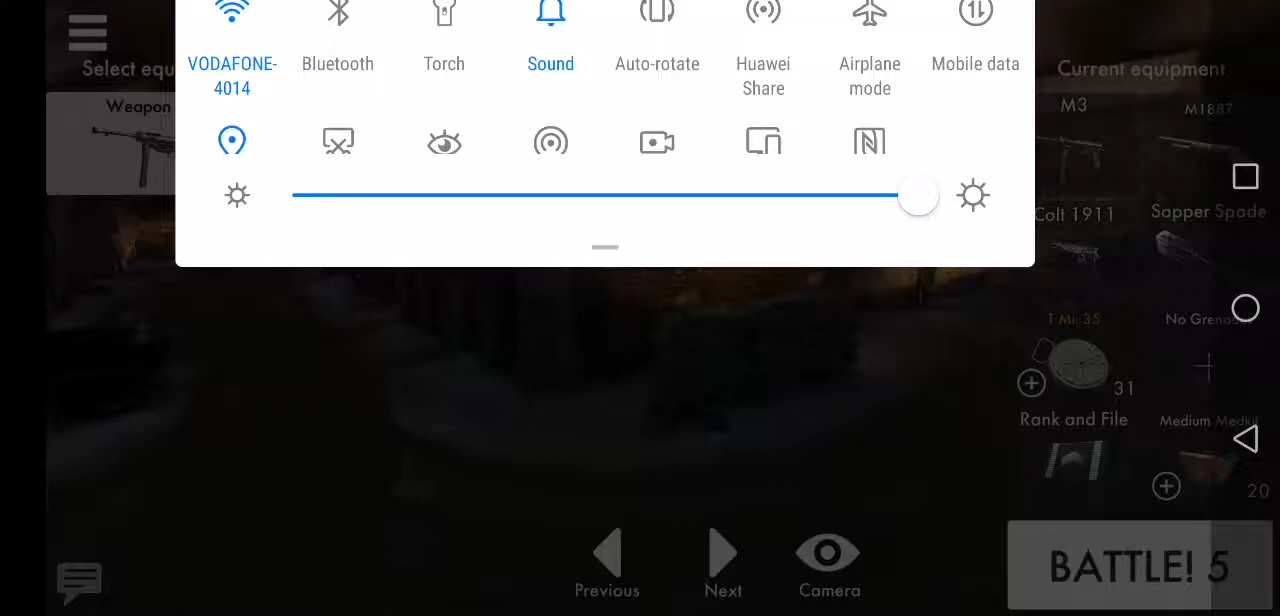 VODAFONE-
4014
Bluetooth
Torch
Sound
Auto-rotate
Huawei
Share
Airplane
mode
Mobile data
Select equ
Weapon
Current equipment
M3
M1887
Colt 1911
Sapper Spade
T Mi. 35
No Grenade
31
Rank and File
Medium Medkit
20
Previous
Next
Camera
BATTLE! 5